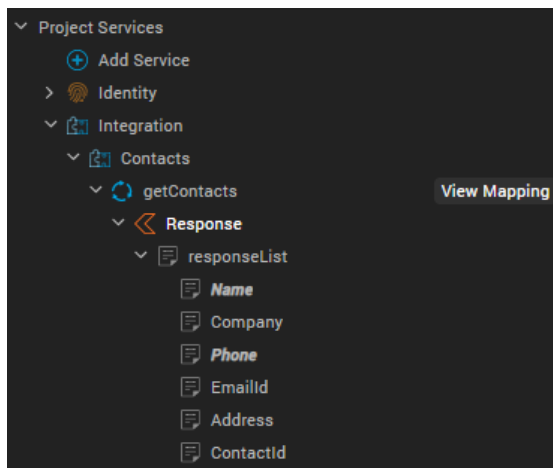 Project Services
Add Service
Identity
Integration
Contacts
getContacts View Mapping
Response
responseList
Name
Company
Phone
EmailId
Address
ContactId